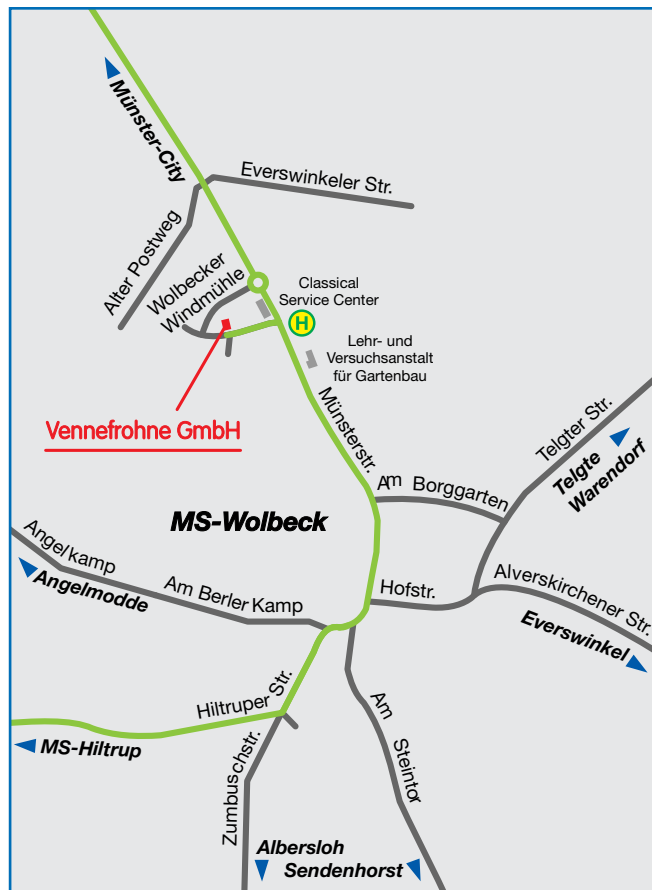 Münster-City
Everswinkeler Str.
Alter Postweg
Wolbecker
Windmühle
Classical
Service Center
H
Lehr- und
Versuchsanstalt
für Gartenbau
Vennefrohne GmbH
Münsterstr.
Telgter Str.
Telgte
Warendorf
Am Borggarten
MS-Wolbeck
Angelkamp
Angelmodde
Am Berler Kamp
Hofstr.
Alverskirchener Str.
Everswinkel
Hiltruper Str.
MS-Hiltrup
Zumbuschstr.
Am Steintor
Albersloh
Sendenhorst